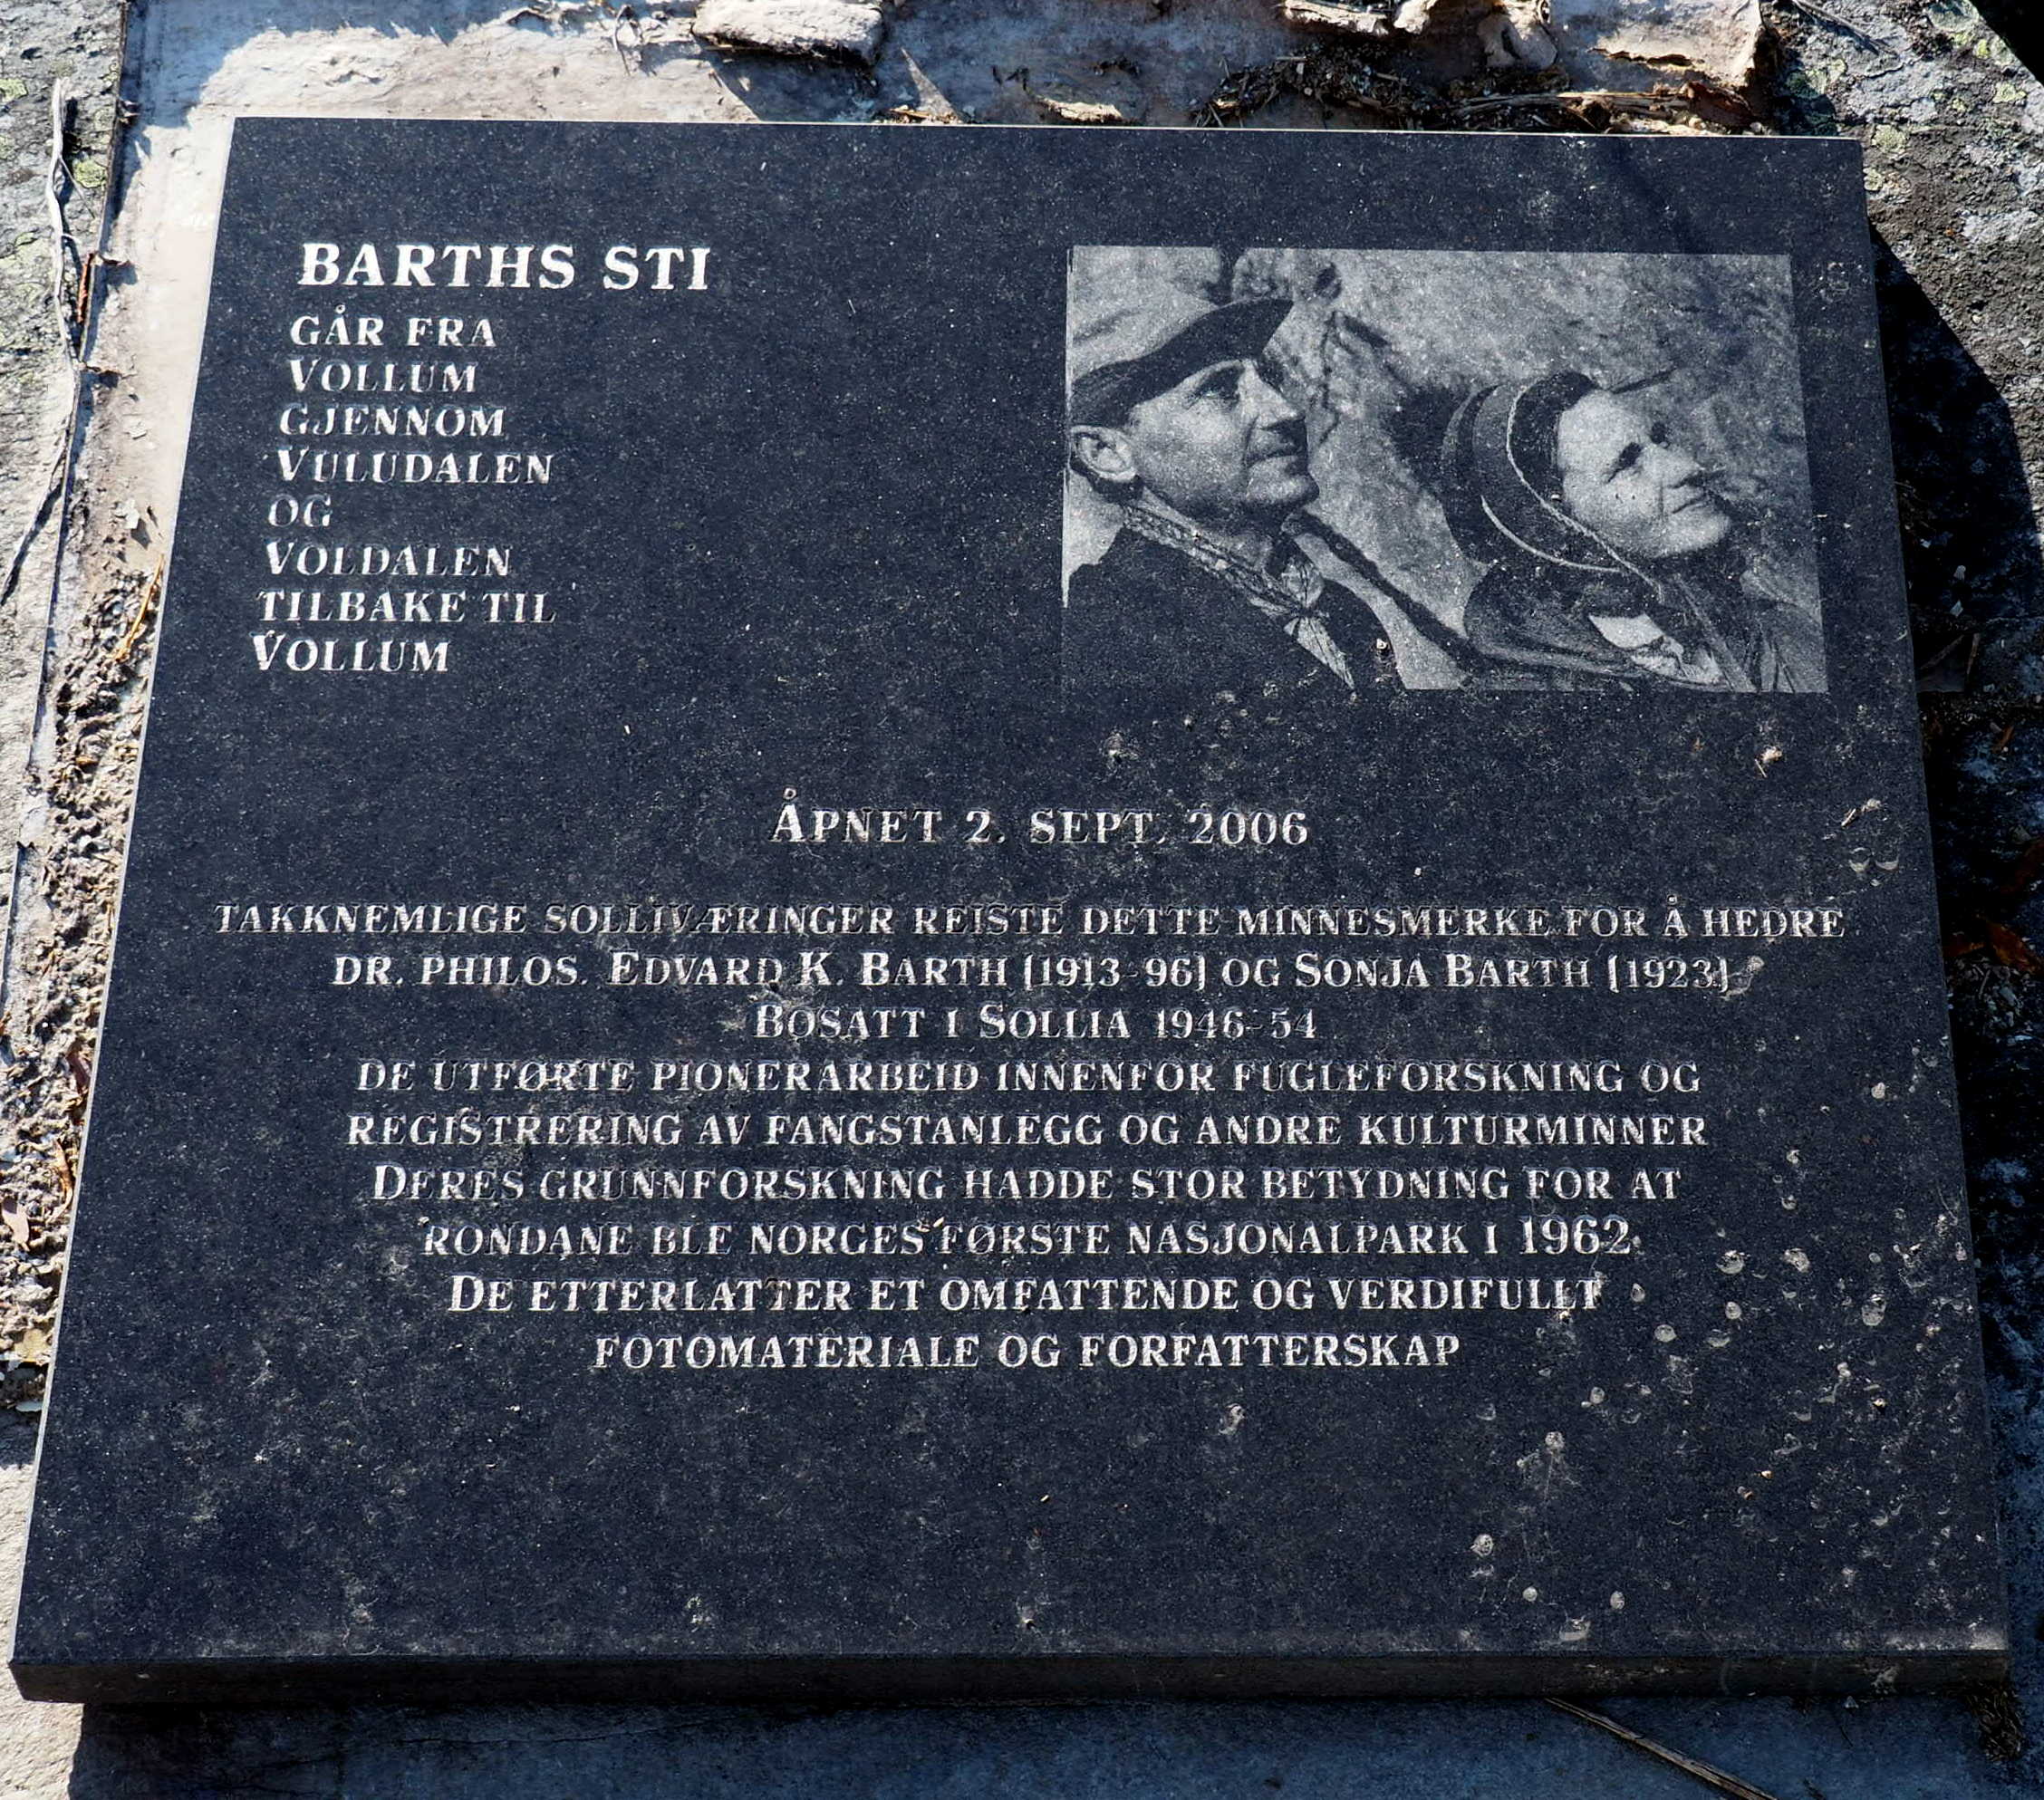 BARTHS STI
GÅR FRA
VOLLUM
GJENNOM
VULUDALEN
OG
VOLDALEN
TILBAKE TIL
VOLLUM
ÅPNET 2. SEPT. 2006
TAKKNEMLIGE SOLLIVÆRINGER REISTE DETTE MINNESMERKE FOR Å HEDRE
DR. PHILOS. EDVARD K. BARTH (1913-96) OG SONJA BARTH (1923)
BOSATT I SOLLIA 1946-54
DE UTFØRTE PIONERARBEID INNENFOR FUGLEFORSKNING OG
REGISTRERING AV FANGSTANLEGG OG ANDRE KULTURMINNER
DERES GRUNNFORSKNING HADDE STOR BETYDNING FOR AT
RONDANE BLE NORGES FØRSTE NASJONALPARK I 1962
DE ETTERLATTER ET OMFATTENDE OG VERDIFULLT
FOTOMATERIALE OG FORFATTERSKAP